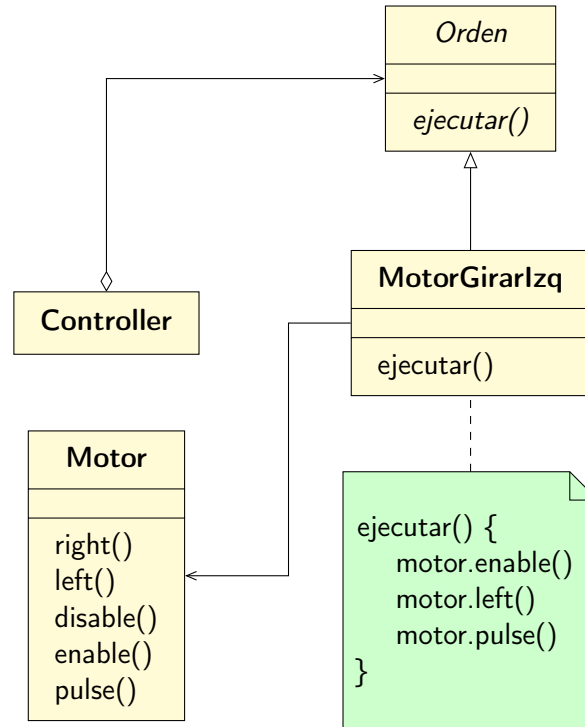 Orden
ejecutar()
MotorGirarIzq
ejecutar()
Controller
Motor
right()
left()
disable()
enable()
pulse()
ejecutar() {
motor.enable()
motor.left()
motor.pulse()
}